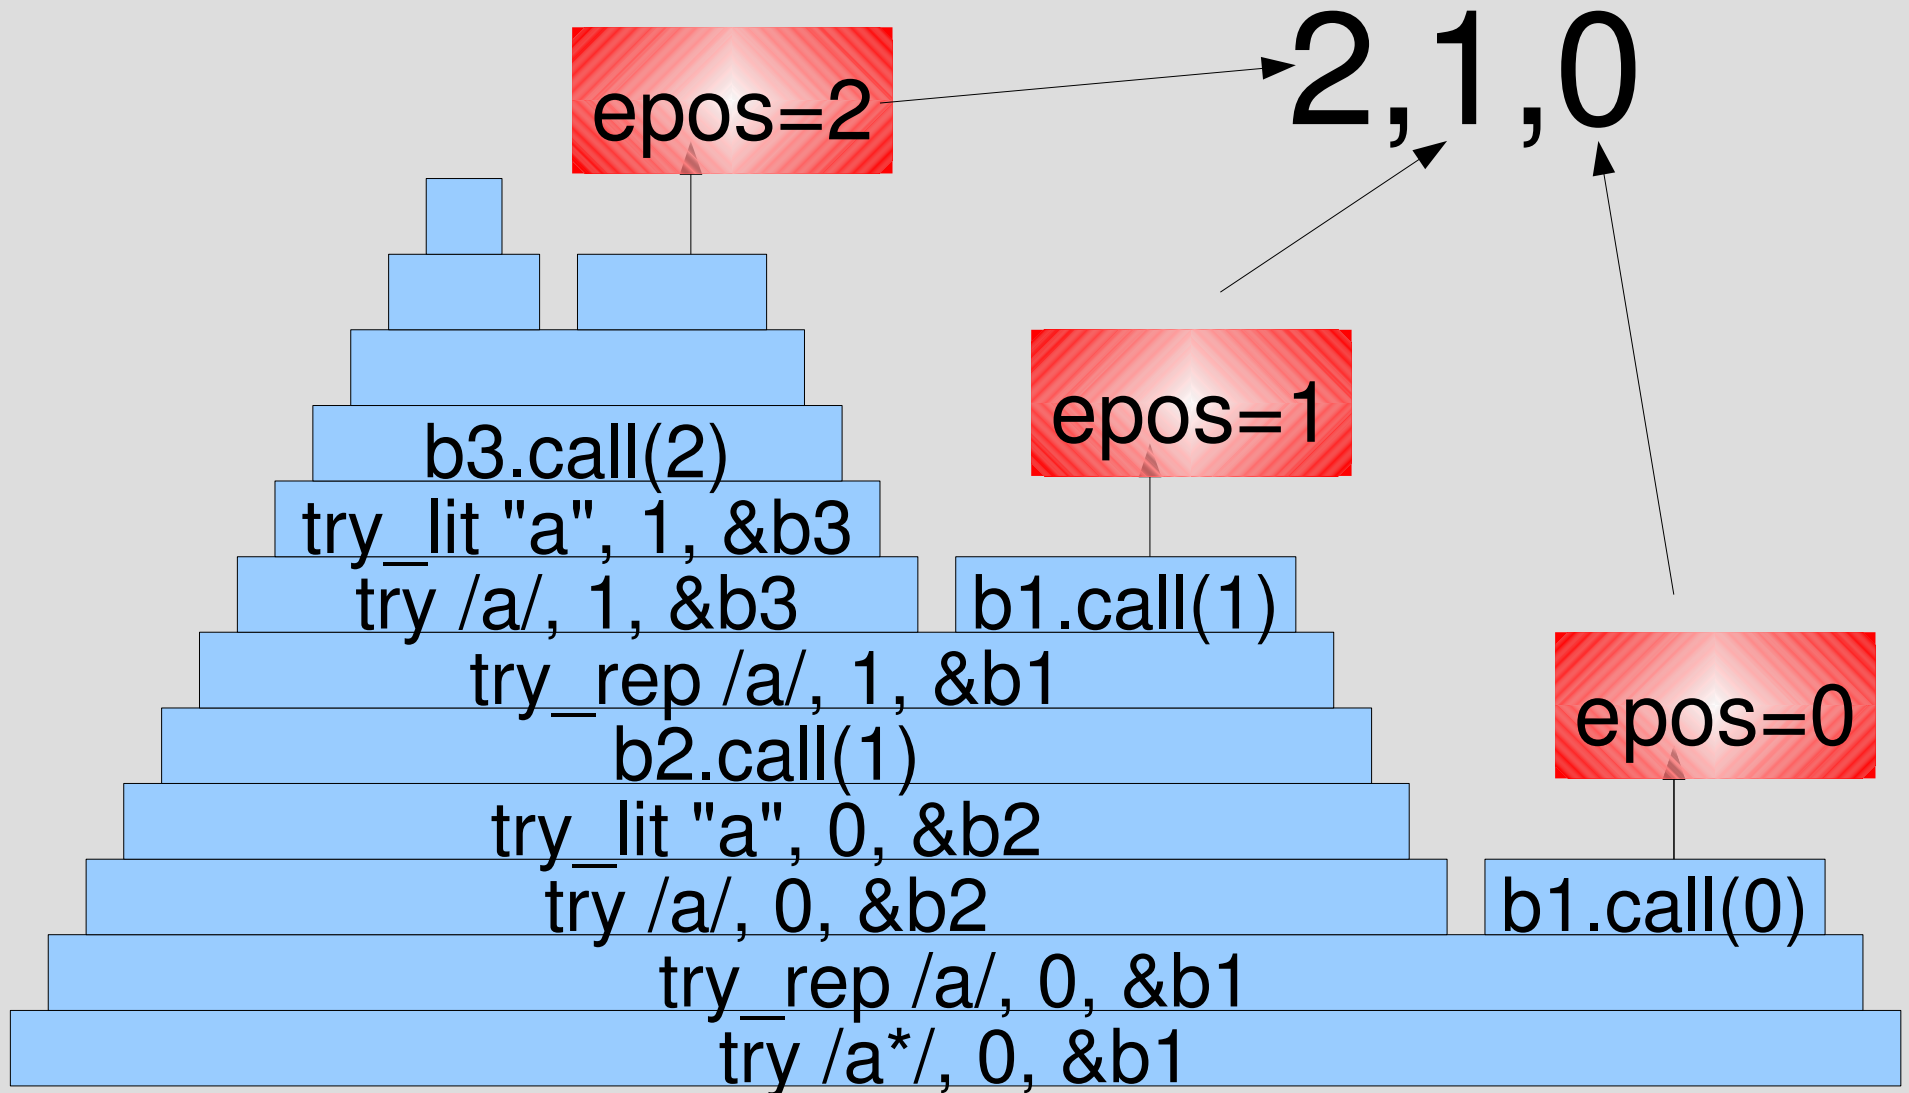 2,1,0
epos=2
epos=1
b3.call(2)
try_lit "a", 1, &b3
try /a/, 1, &b3
b1.call(1)
try_rep /a/, 1, &b1
epos=0
b2.call(1)
try_lit "a", 0, &b2
try /a/, 0, &b2
b1.call(0)
try_rep /a/, 0, &b1
try /a*/, 0, &b1